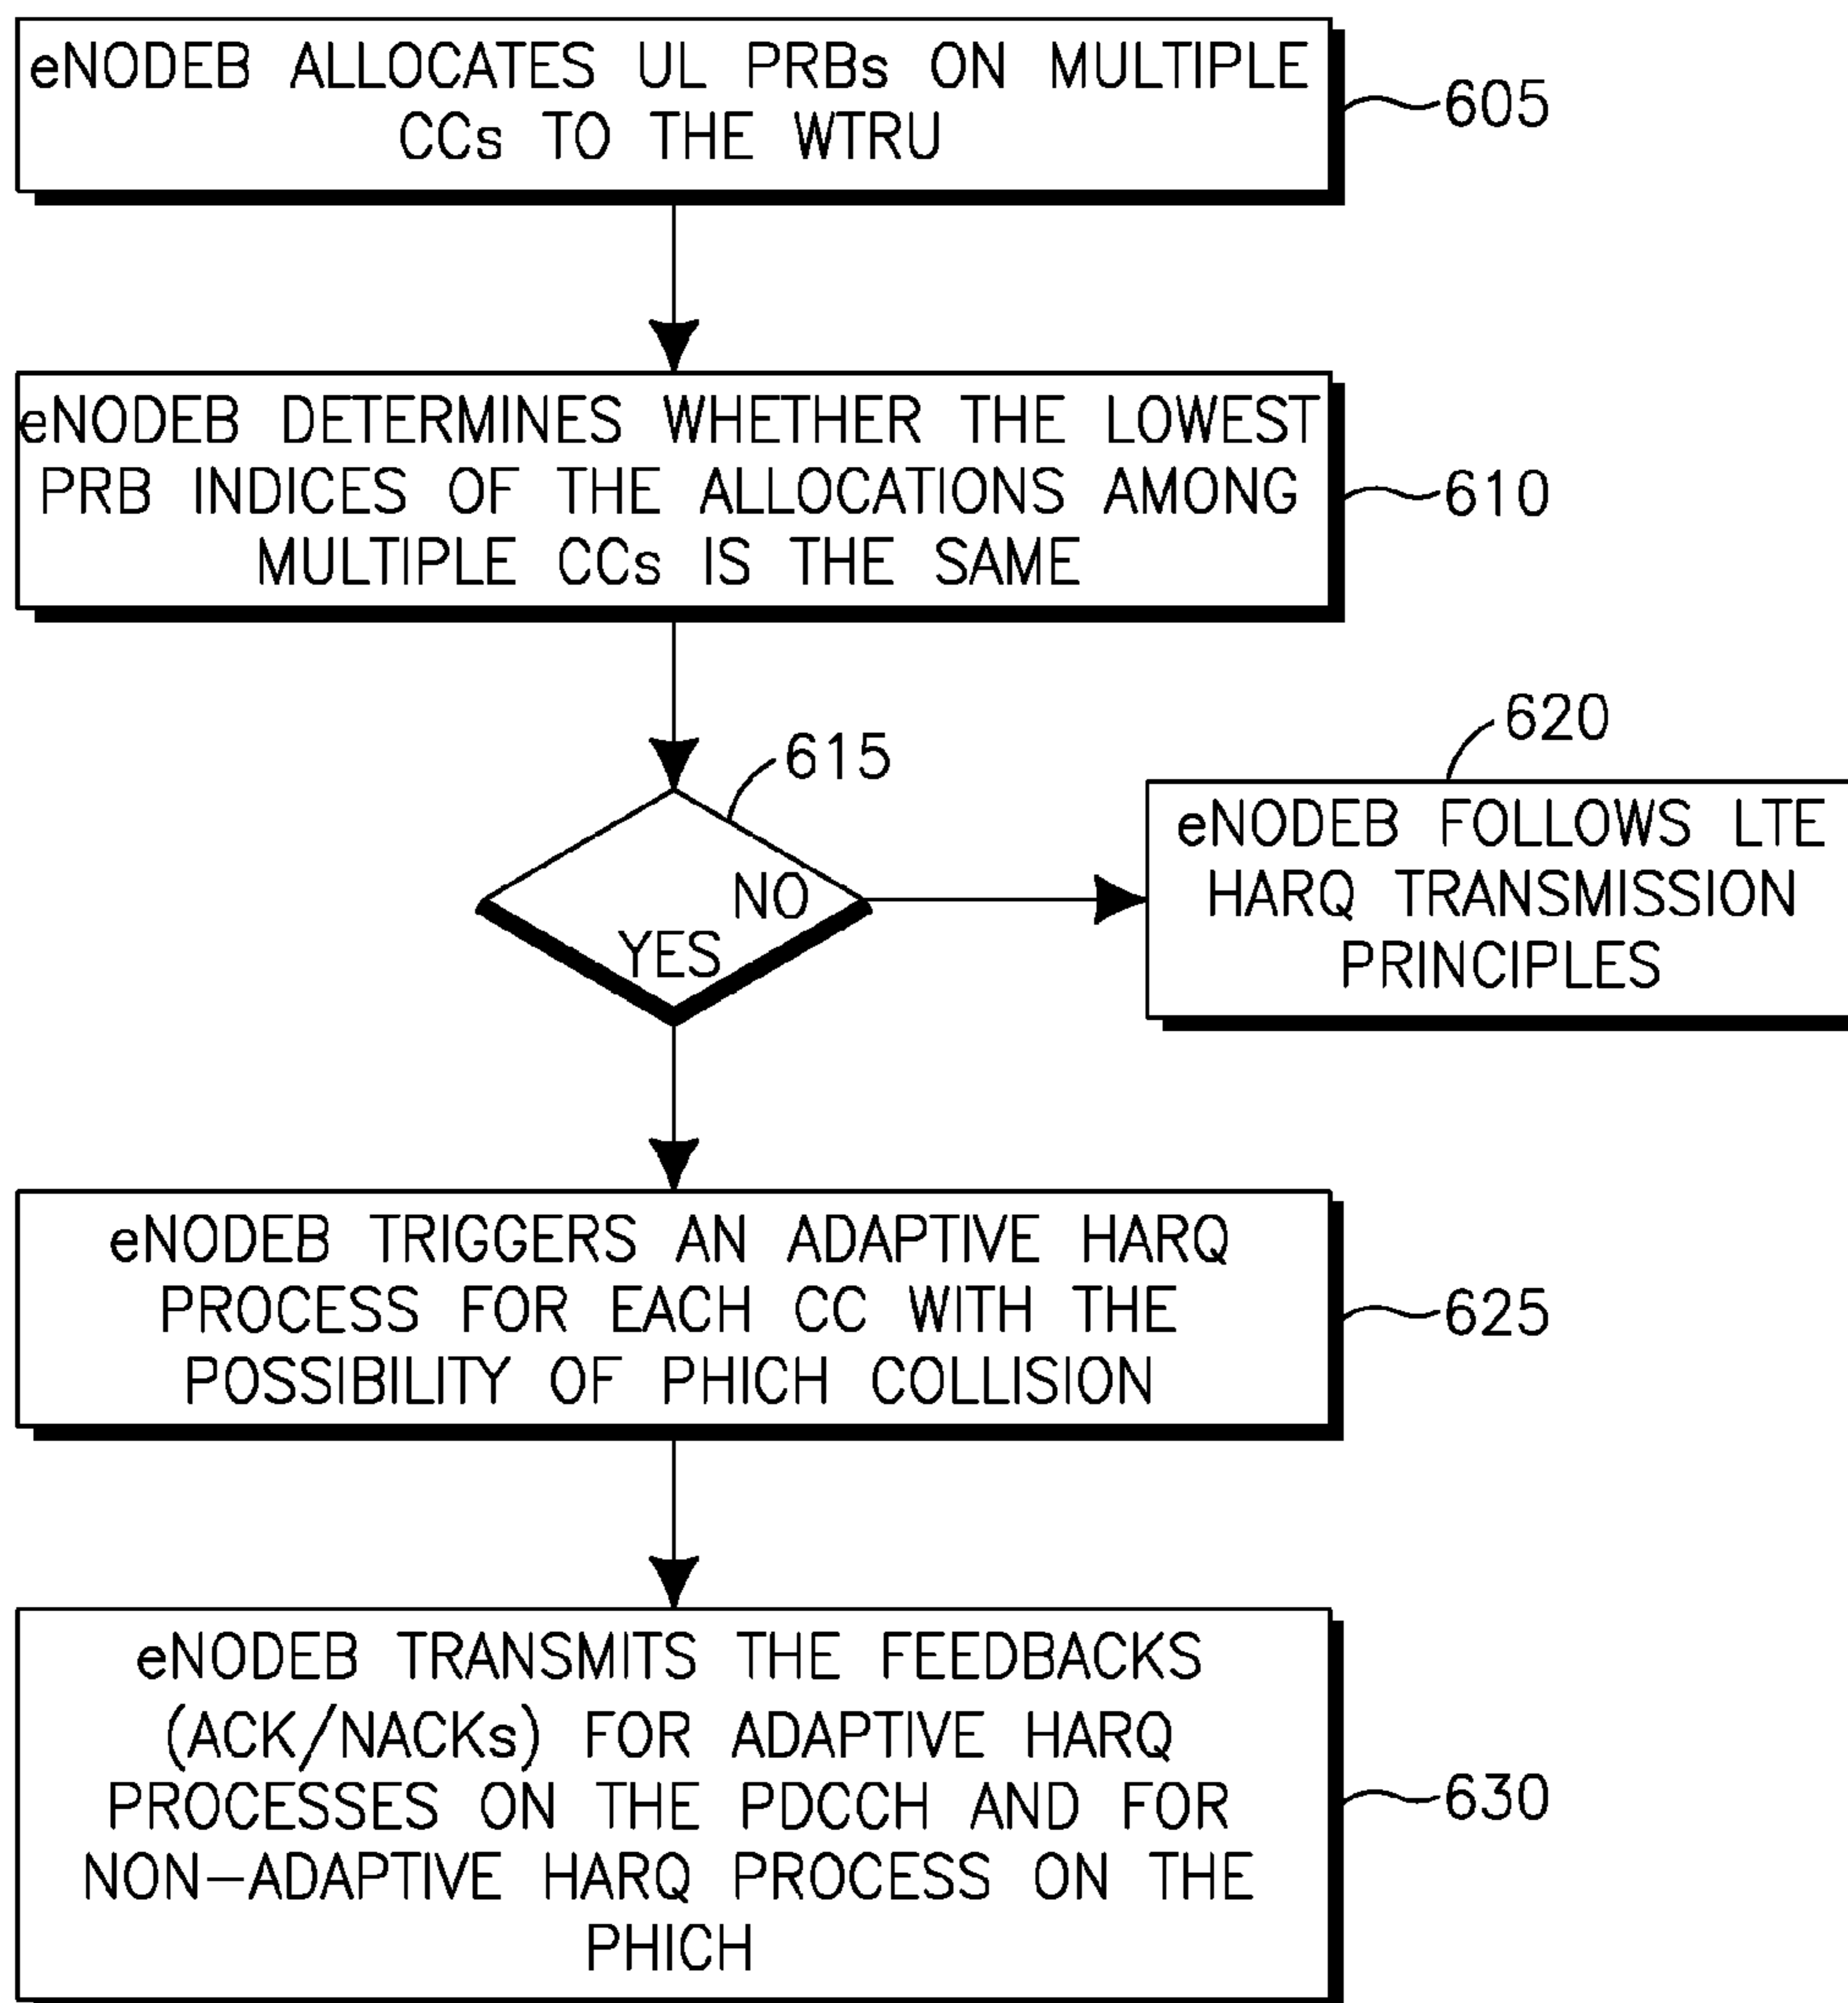 eNODEB ALLOCATES UL PRBs ON MULTIPLE
CCs TO THE WTRU
605
eNODEB DETERMINES WHETHER THE LOWEST
PRB INDICES OF THE ALLOCATIONS AMONG
MULTIPLE CCs IS THE SAME
610
615
NO
YES
620
eNODEB FOLLOWS LTE
HARQ TRANSMISSION
PRINCIPLES
eNODEB TRIGGERS AN ADAPTIVE HARQ
PROCESS FOR EACH CC WITH THE
POSSIBILITY OF PHICH COLLISION
625
eNODEB TRANSMITS THE FEEDBACKS
(ACK/NACKs) FOR ADAPTIVE HARQ
PROCESSES ON THE PDCCH AND FOR
NON-ADAPTIVE HARQ PROCESS ON THE
PHICH
630